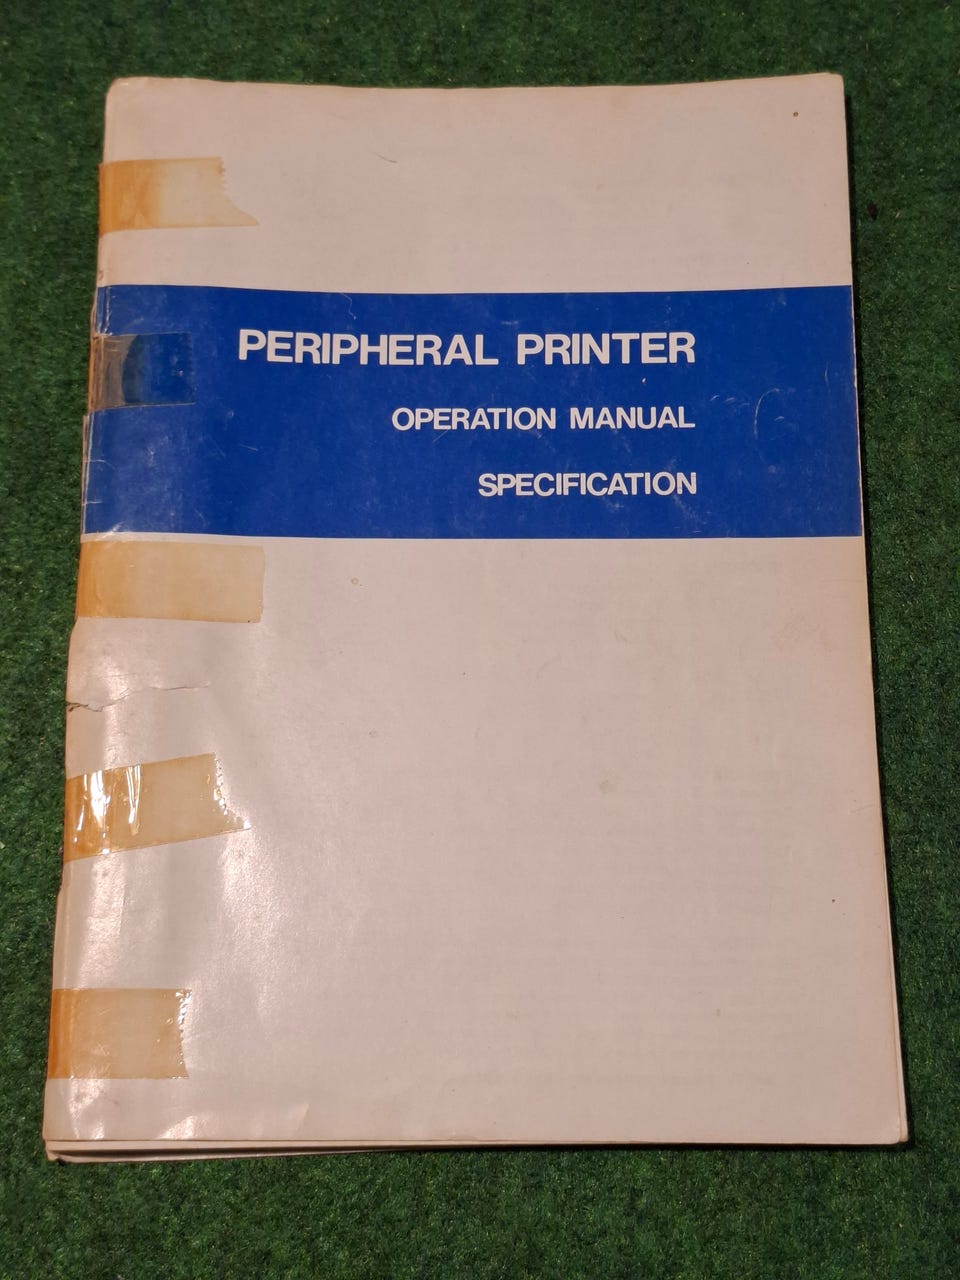 PERIPHERAL PRINTER
OPERATION MANUAL
SPECIFICATION